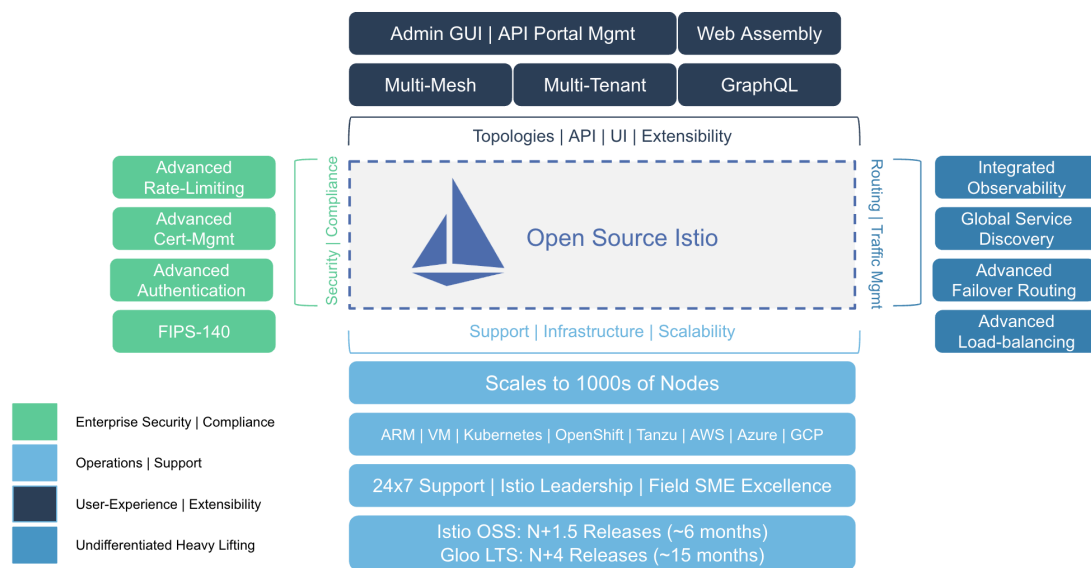 Admin GUI | API Portal Mgmt
Web Assembly
Multi-Mesh
Multi-Tenant
GraphQL
Topologies | API | UI | Extensibility
Advanced
Rate-Limiting
Advanced
Cert-Mgmt
Advanced
Authentication
FIPS-140
Security | Compliance
Open Source Istio
Routing | Traffic Mgmt
Integrated
Observability
Global Service
Discovery
Advanced
Failover Routing
Advanced
Load-balancing
Support | Infrastructure | Scalability
Scales to 1000s of Nodes
ARM | VM | Kubernetes | OpenShift | Tanzu | AWS | Azure | GCP
24x7 Support | Istio Leadership | Field SME Excellence
Istio OSS: N+1.5 Releases (~6 months)
Gloo LTS: N+4 Releases (~15 months)
Enterprise Security | Compliance
Operations | Support
User-Experience | Extensibility
Undifferentiated Heavy Lifting